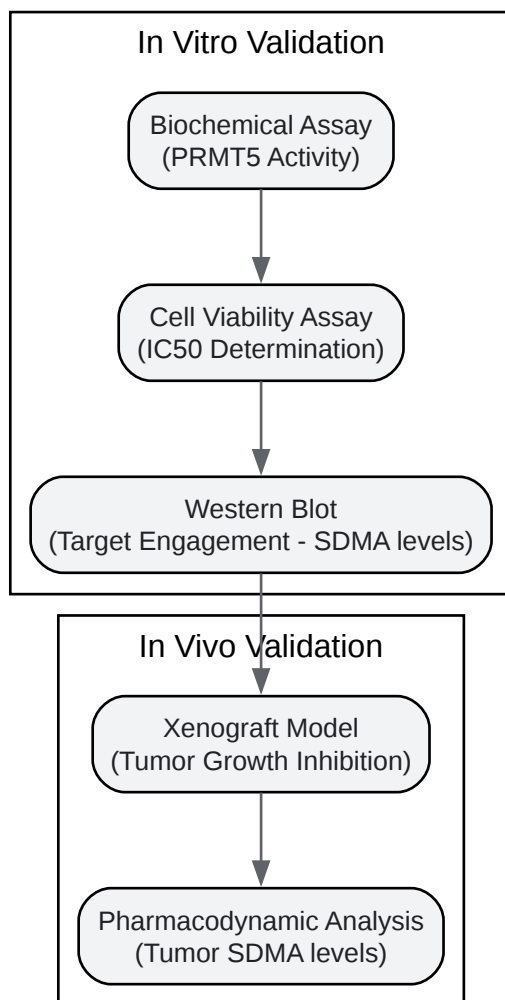 In Vitro Validation
Biochemical Assay
(PRMT5 Activity)
Cell Viability Assay
(IC50 Determination)
Western Blot
(Target Engagement - SDMA levels)
In Vivo Validation
Xenograft Model
(Tumor Growth Inhibition)
Pharmacodynamic Analysis
(Tumor SDMA levels)